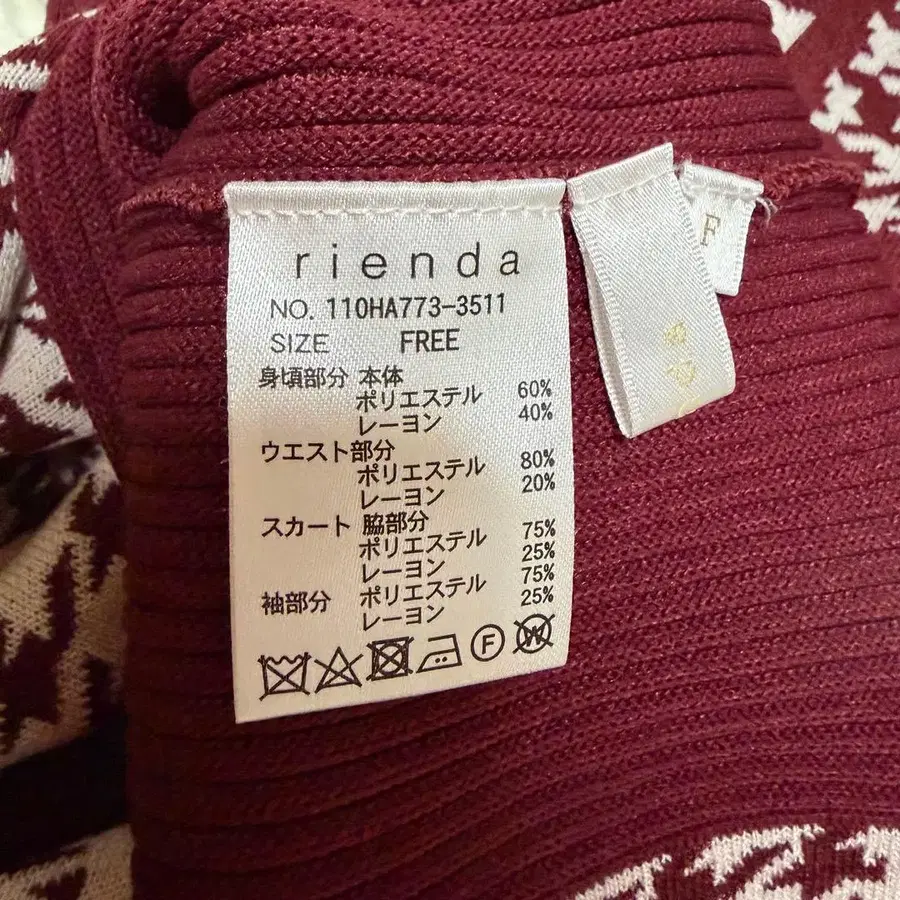 rienda
NO. 110HA773-3511
SIZE FREE
身頃部分 本体
ポリエステル 60%
レーヨン 40%
ウエスト部分
ポリエステル 80%
レーヨン 20%
スカート 脇部分
ポリエステル 75%
レーヨン 25%
袖部分 ポリエステル 75%
レーヨン 25%
F
W
F